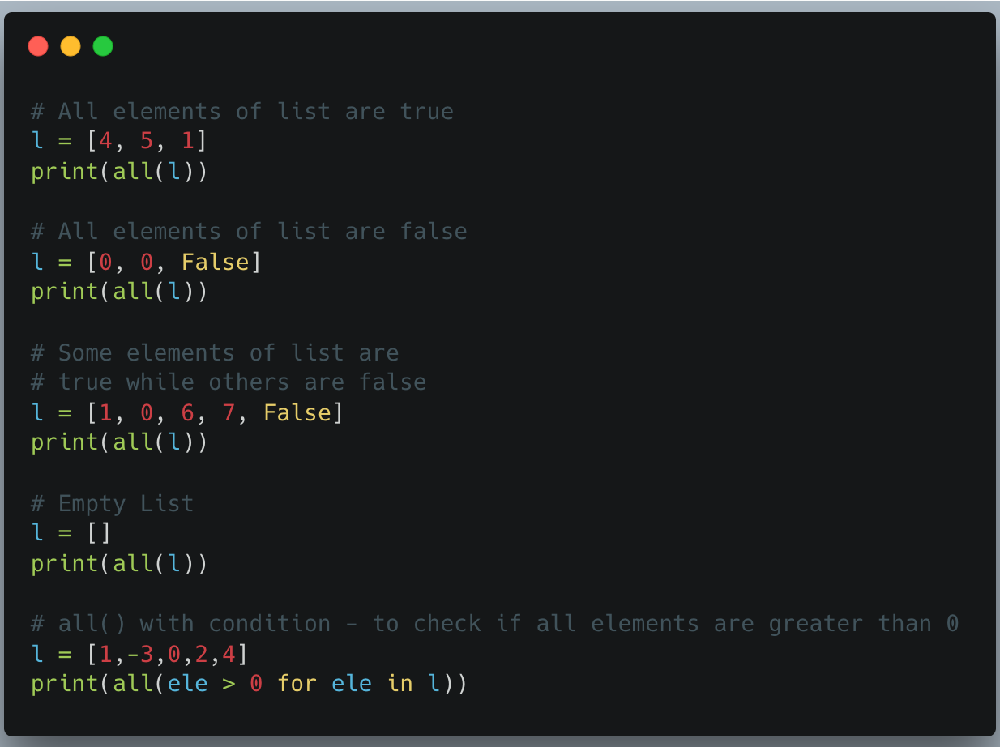 # All elements of list are true
l = [4, 5, 1]
print(all(l))
# All elements of list are false
l = [0, 0, False]
print(all(l))
# Some elements of list are
# true while others are false
l = [1, 0, 6, 7, False]
print(all(l))
# Empty List
l = []
print(all(l))
# all() with condition - to check if all elements are greater than 0
l = [1,-3,0,2,4]
print(all(ele > 0 for ele in l))